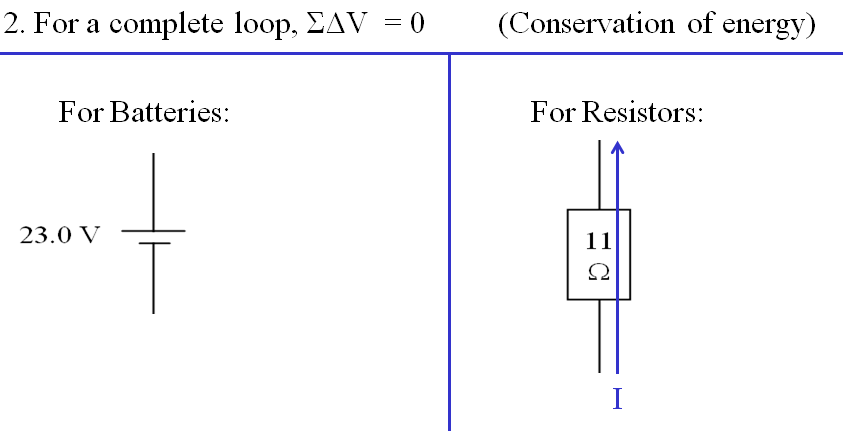 2. For a complete loop, ΣΔV = 0 (Conservation of energy)
For Batteries:
23.0 V
For Resistors:
11
Ω
I